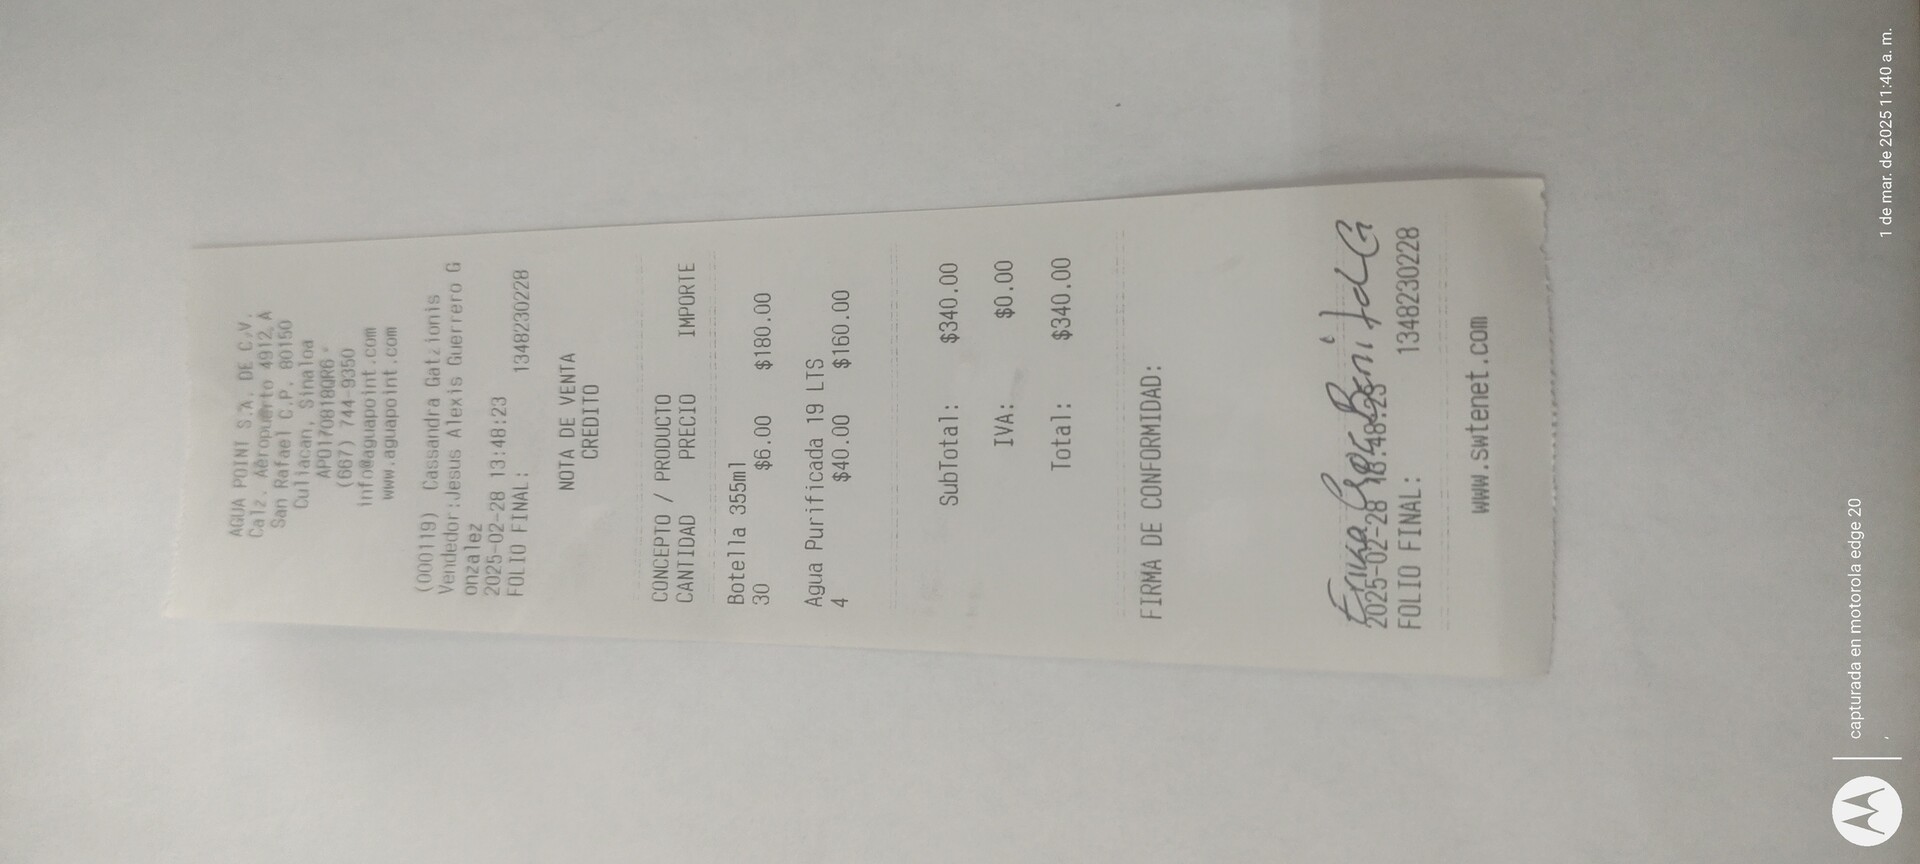 AGUA POINT S.A. DE C.V.
Calz. Aeropuerto 4912, A
San Rafael C.P. 80150
Culiacan, Sinaloa
APO170818QR6
(667) 744-9350
info@aguapoint.com
www.aguapoint.com
(000119) Cassandra Gatzionis
Vendedor:Jesus Alexis Guerrero G
onzalez
2025-02-28 13:48:23
FOLIO FINAL: 1348230228
NOTA DE VENTA
CREDITO
CONCEPTO / PRODUCTO
CANTIDAD PRECIO IMPORTE
Botella 355ml
30 $6.00 $180.00
Agua Purificada 19 LTS
4 $40.00 $160.00
SubTotal: $340.00
IVA: $0.00
Total: $340.00
FIRMA DE CONFORMIDAD:
Erika
2025-02-28 13:48:23
FOLIO FINAL: 1348230228
www.swtenet.com
capturada en motorola edge 20
1 de mar. de 2025 11:40 a. m.